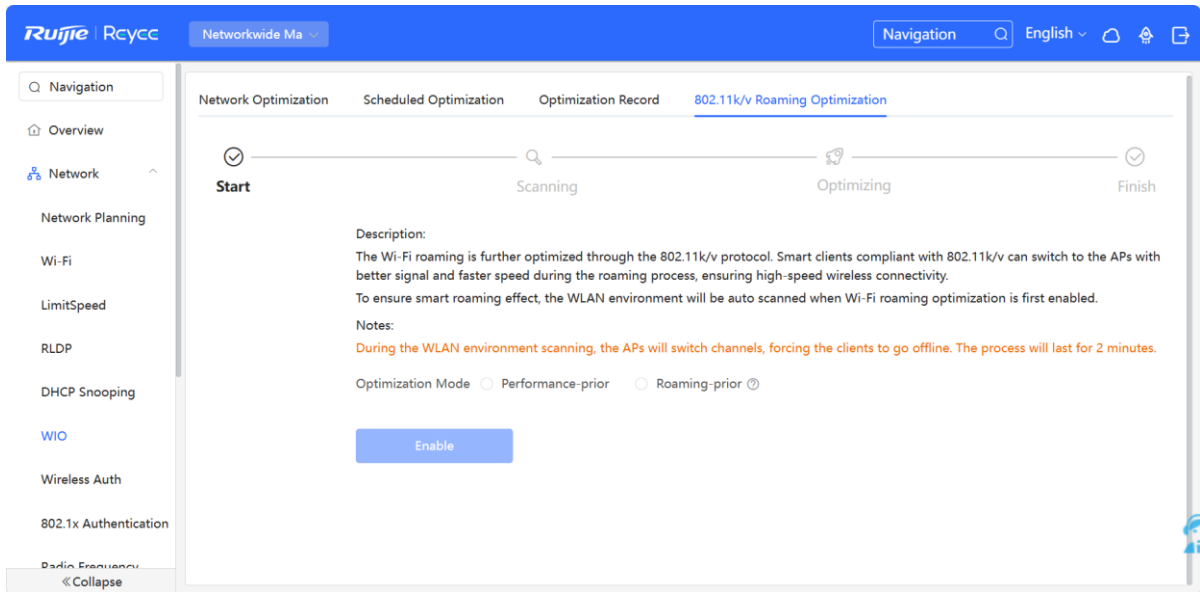 Ruijie | Rcycc
Networkwide Ma
Navigation
English
Navigation
Overview
Network
Network Planning
Wi-Fi
LimitSpeed
RLDP
DHCP Snooping
WIO
Wireless Auth
802.1x Authentication
Radio Frequency
Collapse
Network Optimization
Scheduled Optimization
Optimization Record
802.11k/v Roaming Optimization
Start
Scanning
Optimizing
Finish
Description:
The Wi-Fi roaming is further optimized through the 802.11k/v protocol. Smart clients compliant with 802.11k/v can switch to the APs with
better signal and faster speed during the roaming process, ensuring high-speed wireless connectivity.
To ensure smart roaming effect, the WLAN environment will be auto scanned when Wi-Fi roaming optimization is first enabled.
Notes:
During the WLAN environment scanning, the APs will switch channels, forcing the clients to go offline. The process will last for 2 minutes.
Optimization Mode Performance-prior Roaming-prior
Enable